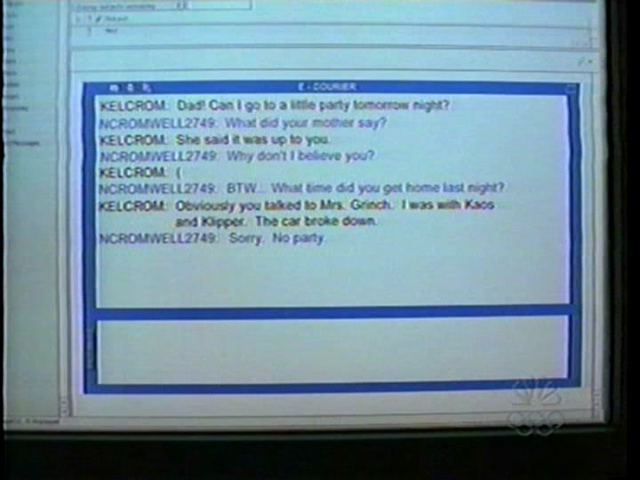 E - COURIER
KELCROM: Dad! Can I go to a little party tomorrow night?
NCROMWELL2749: What did your mother say?
KELCROM: She said it was up to you.
NCROMWELL2749: Why don't I believe you?
KELCROM: (
NCROMWELL2749: BTW... What time did you get home last night?
KELCROM: Obviously you talked to Mrs. Grinch. I was with Kaos
and Klipper. The car broke down.
NCROMWELL2749: Sorry. No party.